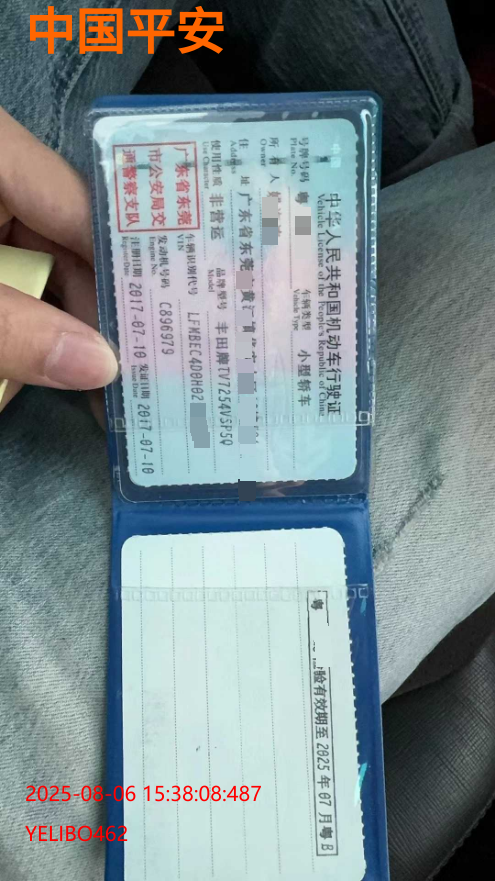 中国平安
中国
中华人民共和国机动车行驶证
Vehicle License of the People's Republic of China
号牌号码 粤 车辆类型 小型轿车
Plate No. Vehicle Type
所有人
Owner
住址 广东省东莞 黄江镇
Address
使用性质 非营运 品牌型号 丰田牌TV7254VSP5Q
Use Character Model
广东省东莞
市公安局交
通警察支队
车辆识别代号 LFMBEC4D0H02
VIN
发动机号码 C896979
Engine No.
注册日期 2017-07-10 发证日期 2017-07-10
Register Date Issue Date
粤
验有效期至2025年07月粤B
2025-08-06 15:38:08:487
YELIBO462